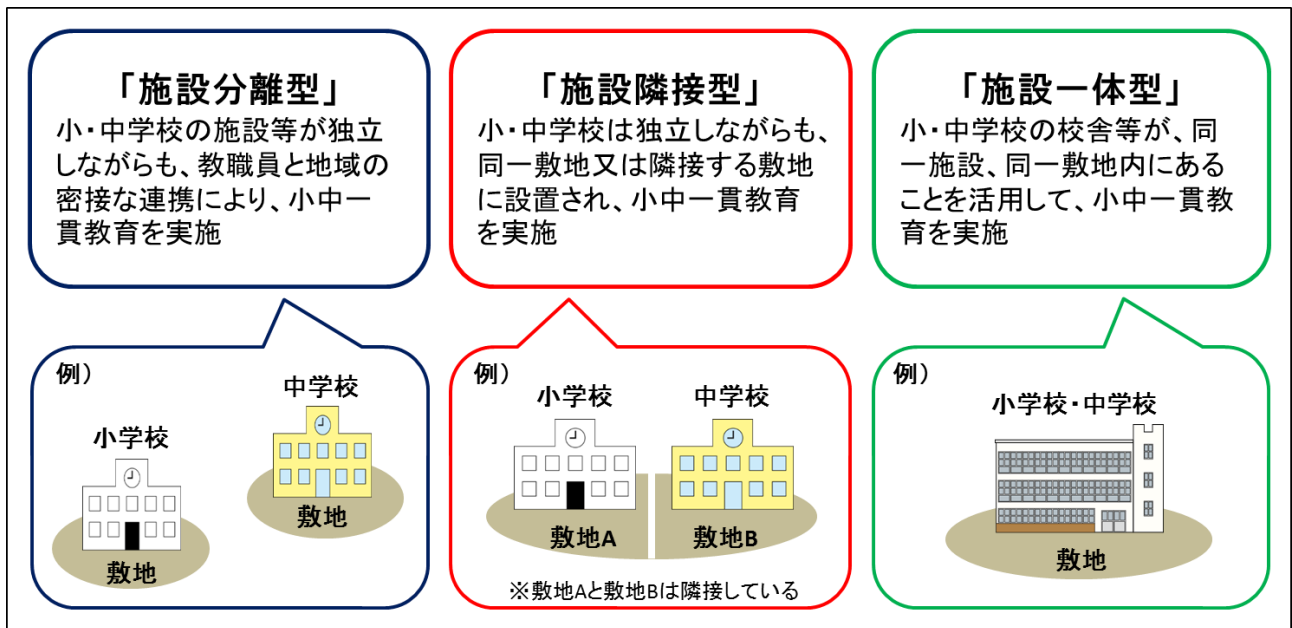 「施設分離型」
小・中学校の施設等が独立
しながらも、教職員と地域の
密接な連携により、小中一
貫教育を実施
「施設隣接型」
小・中学校は独立しながらも、
同一敷地又は隣接する敷地
に設置され、小中一貫教育
を実施
「施設一体型」
小・中学校の校舎等が、同
一施設、同一敷地内にある
ことを活用して、小中一貫教
育を実施
例）
中学校
小学校
敷地
敷地
例）
小学校
中学校
敷地A
敷地B
※敷地Aと敷地Bは隣接している
例）
小学校・中学校
敷地